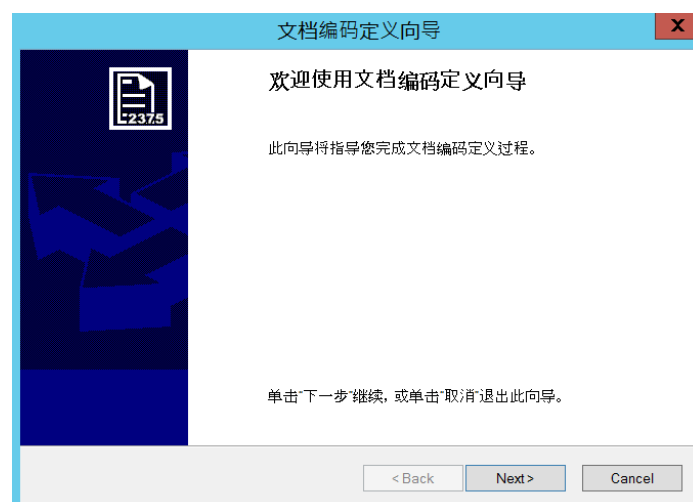 文档编码定义向导
X
欢迎使用文档编码定义向导
2375
此向导将指导您完成文档编码定义过程。
单击"下一步"继续, 或单击"取消"退出此向导。
< Back
Next >
Cancel